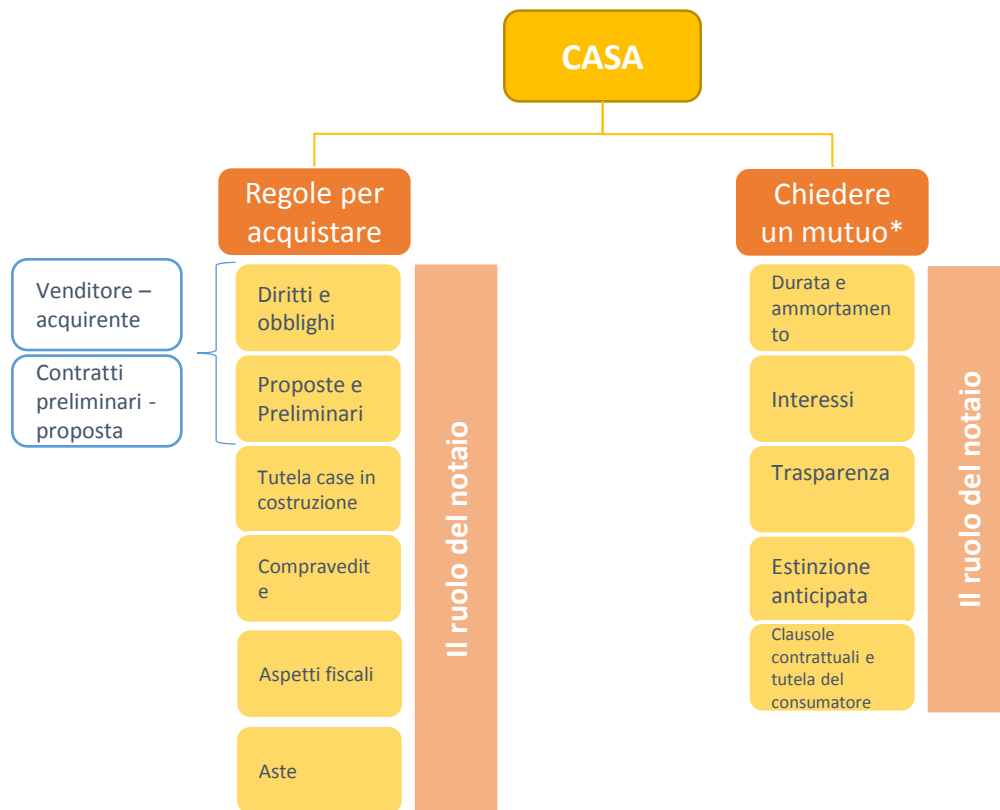 CASA
Regole per
acquistare
Venditore –
acquirente
Contratti
preliminari -
proposta
Diritti e
obblighi
Proposte e
Preliminari
Tutela case in
costruzione
Compravedit
e
Aspetti fiscali
Aste
Il ruolo del notaio
Chiedere
un mutuo*
Durata e
ammortamen
to
Interessi
Trasparenza
Estinzione
anticipata
Clausole
contrattuali e
tutela del
consumatore
Il ruolo del notaio